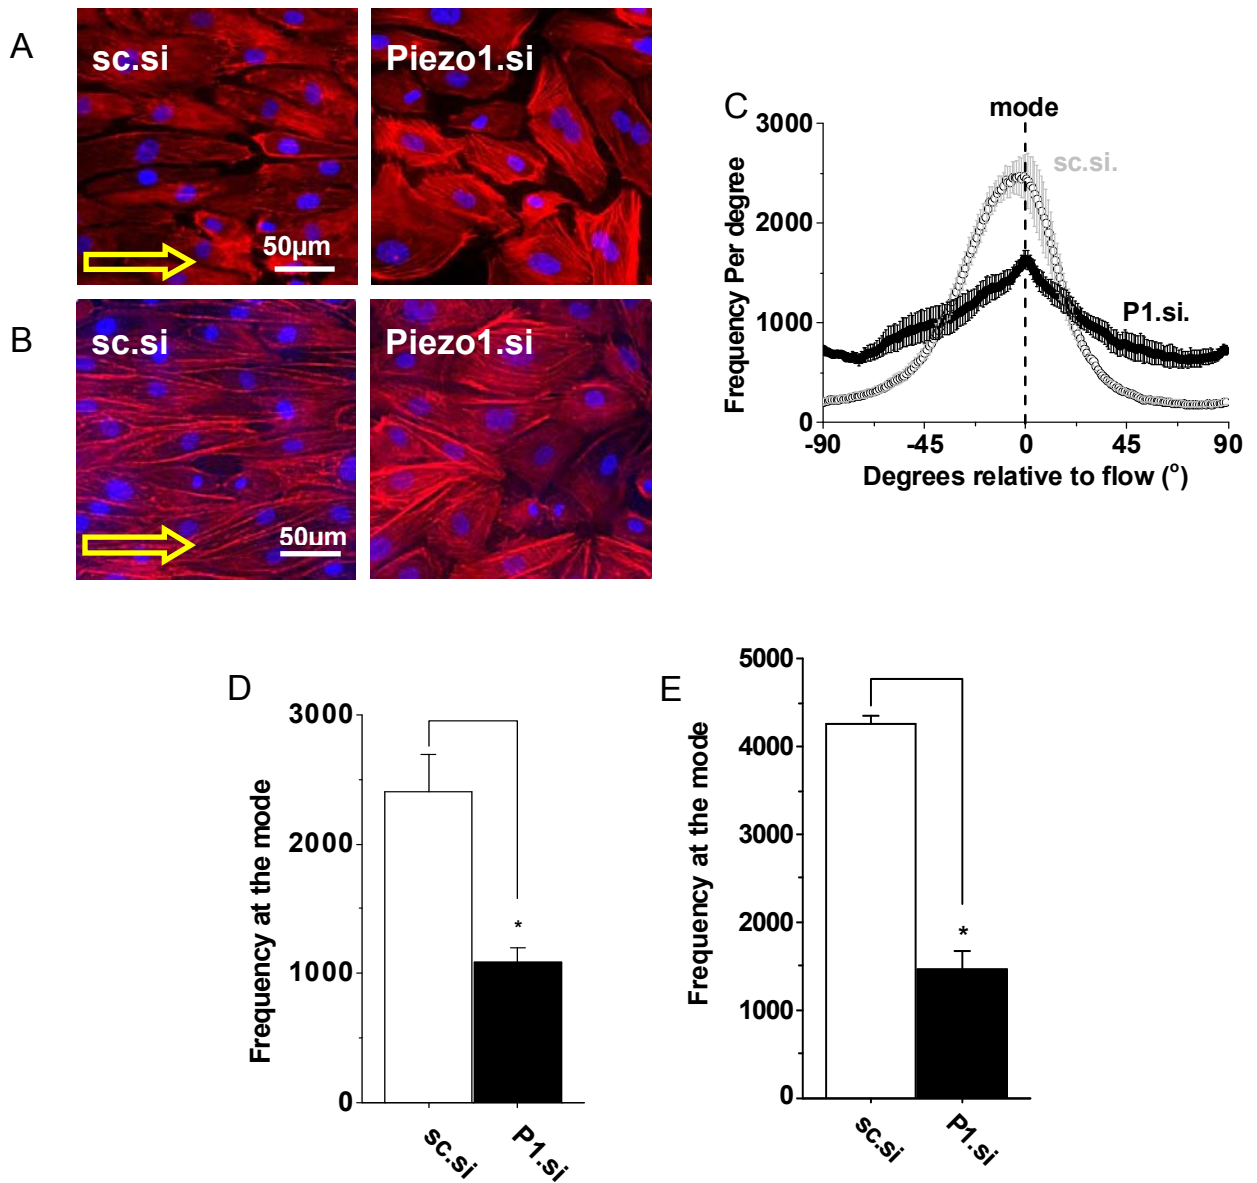 A
sc.si
Piezo1.si
50µm
B
sc.si
Piezo1.si
50µm
C
mode
sc.si.
P1.si.
3000
2000
1000
0
-90 -45 0 45 90
Frequency Per degree
Degrees relative to flow (°)
D
3000
2000
1000
0
Frequency at the mode
*
sc.si P1.si
E
5000
4000
3000
2000
1000
0
Frequency at the mode
*
sc.si P1.si